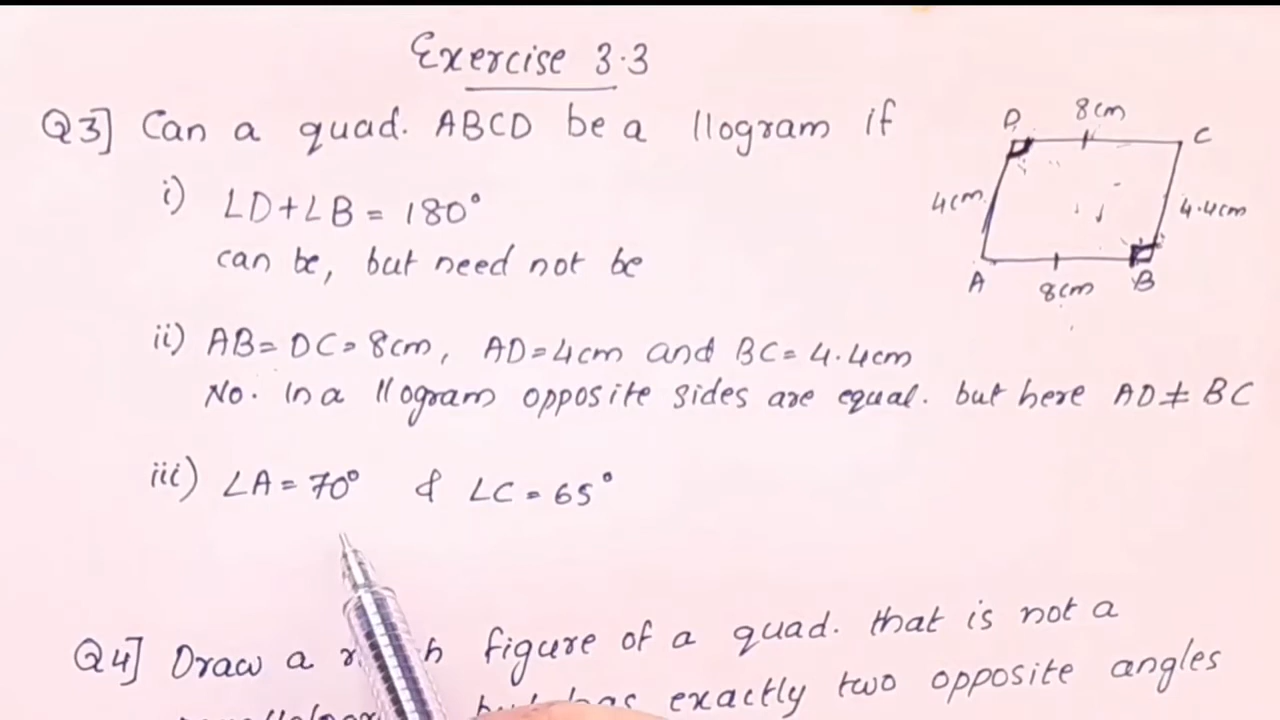 Exercise 3.3
Q3] Can a quad. ABCD be a llogram if
i) ∠D+∠B = 180°
can be, but need not be
ii) AB = DC = 8cm, AD = 4cm and BC = 4.4cm
No. In a llogram opposite sides are equal. but here AD ≠ BC
iii) ∠A = 70° & ∠C = 65°
Q4] Draw a figure of a quad. that is not a
but has exactly two opposite angles
D 8cm C
4cm 4.4cm
A 8cm B